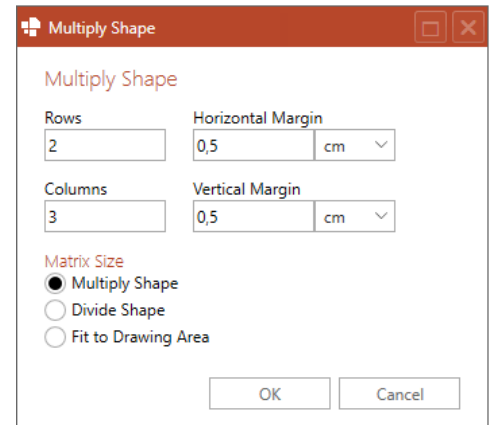 Multiply Shape
Multiply Shape
Rows Horizontal Margin
2 0,5 cm
Columns Vertical Margin
3 0,5 cm
Matrix Size
Multiply Shape
Divide Shape
Fit to Drawing Area
OK Cancel